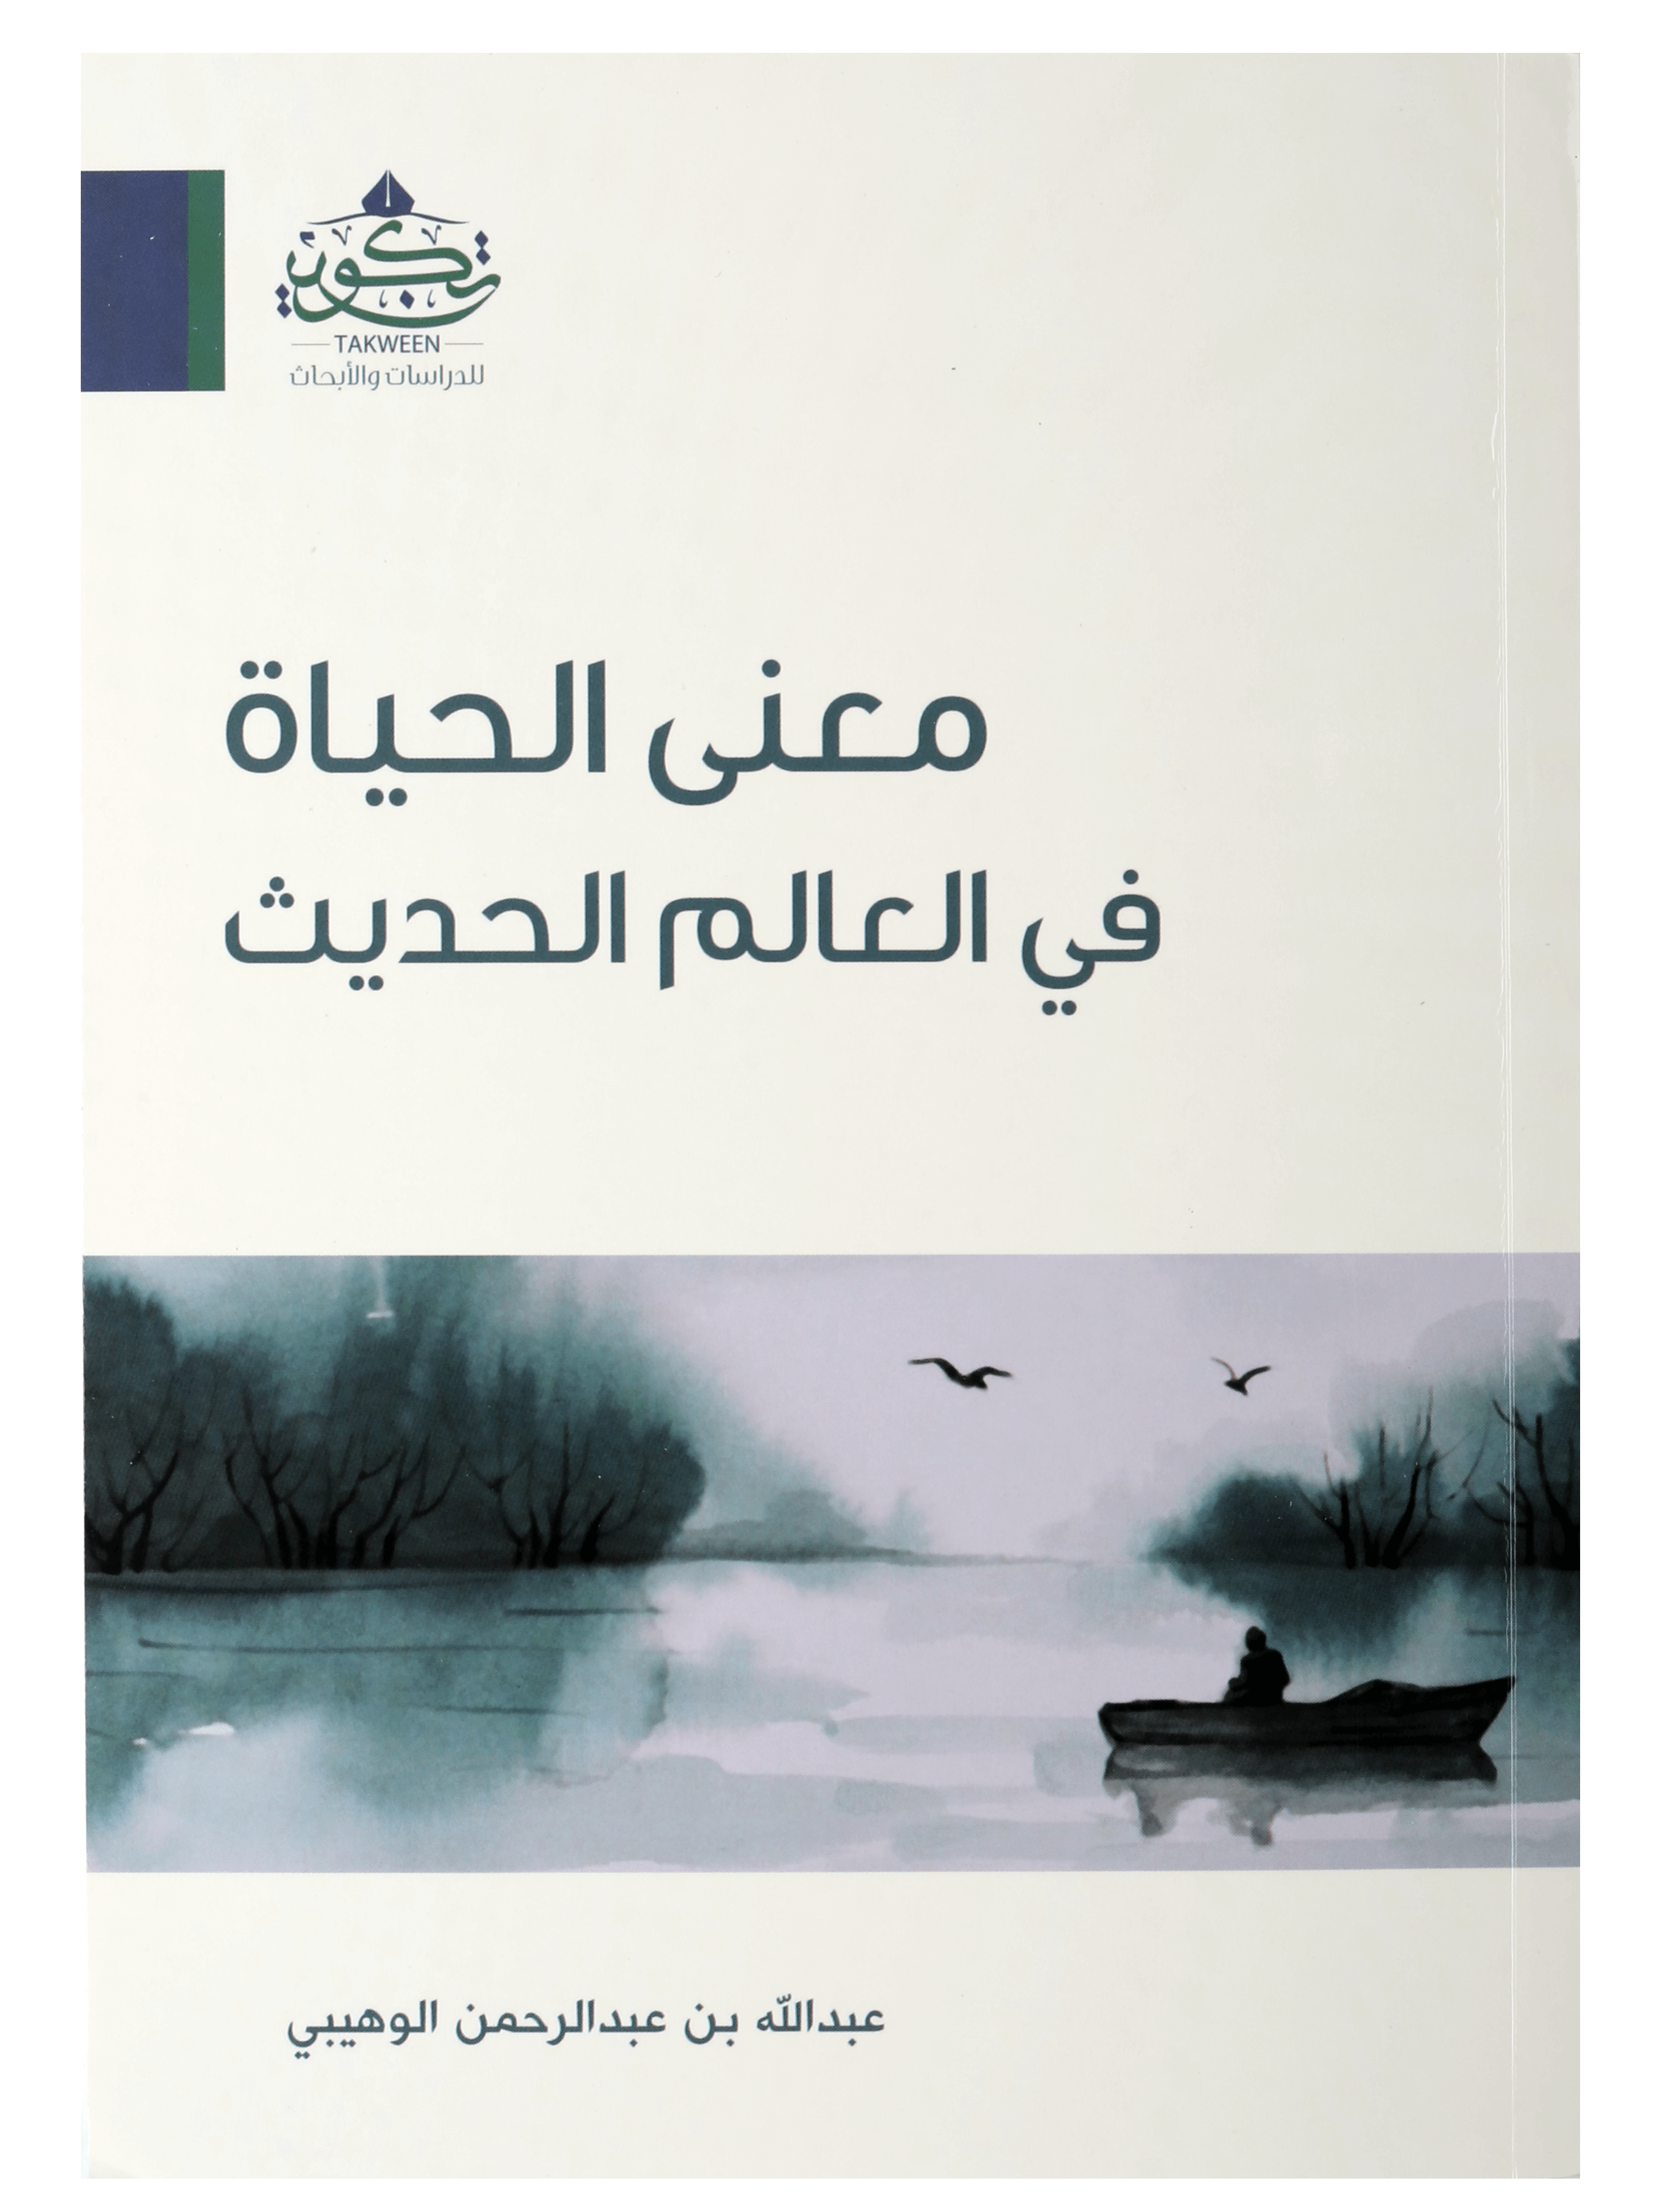 تكوين
TAKWEEN
للدراسات والأبحاث
معنى الحياة
في العالم الحديث
عبدالله بن عبدالرحمن الوهيبي